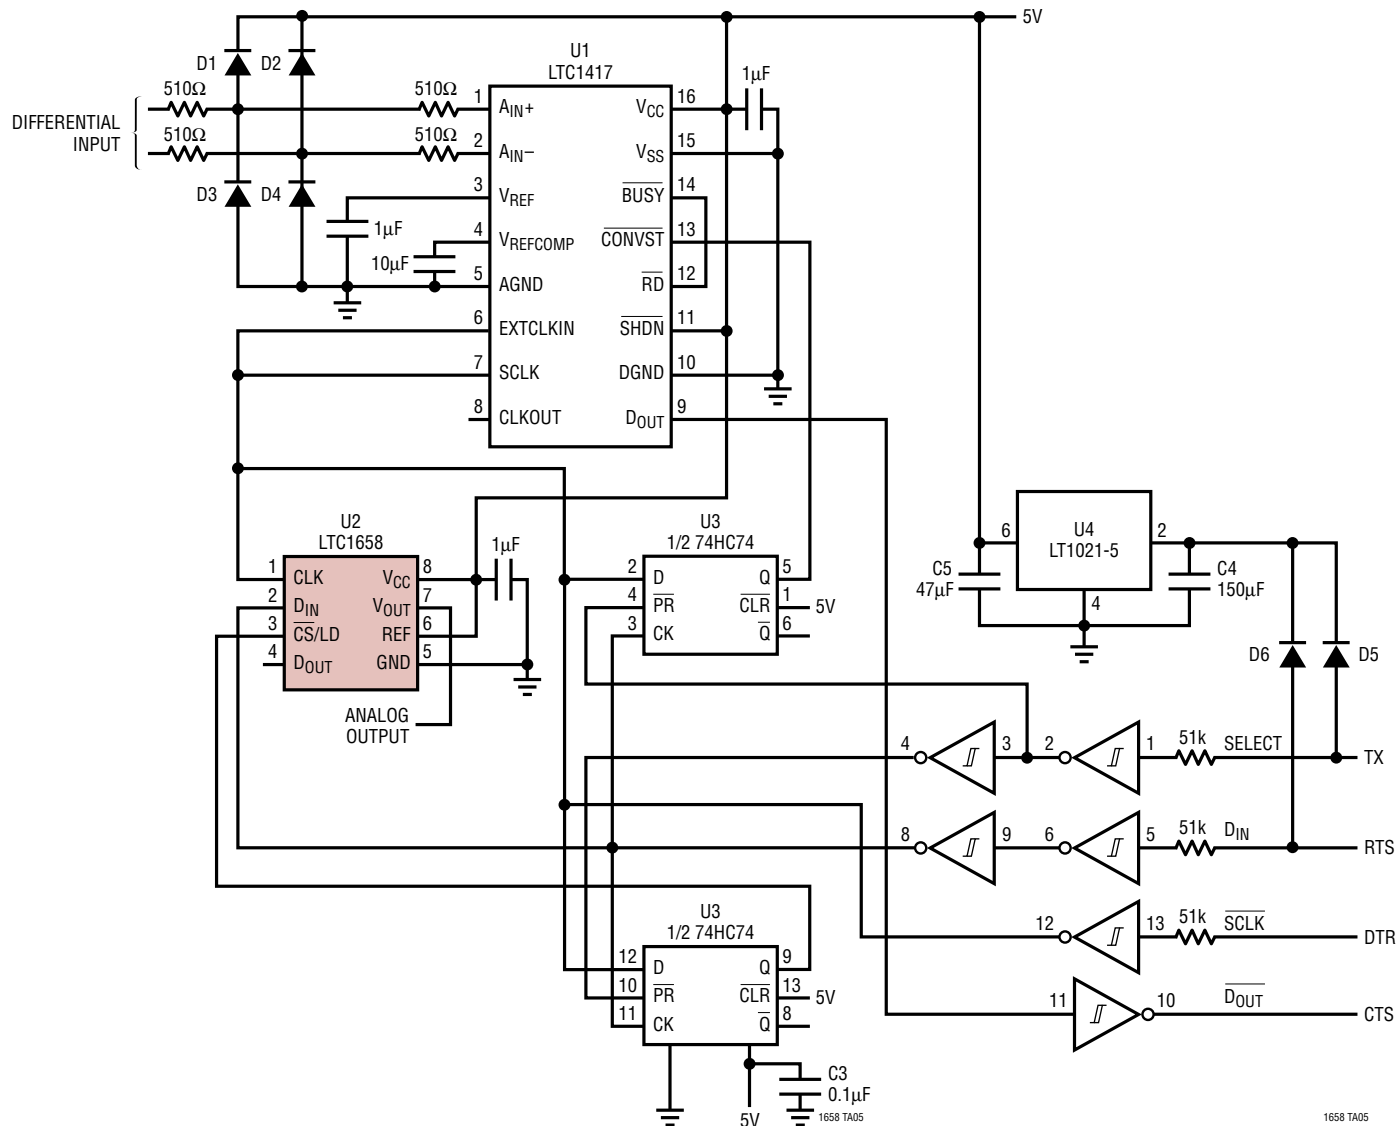 5V
U1
LTC1417
D1
D2
1µF
510Ω
510Ω
1
AIN+
VCC
16
DIFFERENTIAL
INPUT
510Ω
510Ω
2
AIN–
VSS
15
D3
D4
3
VREF
BUSY
14
1µF
4
VREFCOMP
CONVST
13
10µF
5
AGND
RD
12
6
EXTCLKIN
SHDN
11
7
SCLK
DGND
10
8
CLKOUT
DOUT
9
U2
LTC1658
1µF
1
CLK
VCC
8
2
DIN
VOUT
7
3
CS/LD
REF
6
4
DOUT
GND
5
ANALOG
OUTPUT
U3
1/2 74HC74
2
D
Q
5
4
PR
CLR
1
5V
3
CK
Q
6
6
U4
LT1021-5
2
4
C5
47µF
C4
150µF
D6
D5
4
3
2
1
51k
SELECT
TX
8
9
6
5
51k
DIN
RTS
12
13
51k
SCLK
DTR
11
10
DOUT
CTS
U3
1/2 74HC74
12
D
Q
9
10
PR
CLR
13
5V
11
CK
Q
8
C3
0.1µF
5V
1658 TA05
1658 TA05